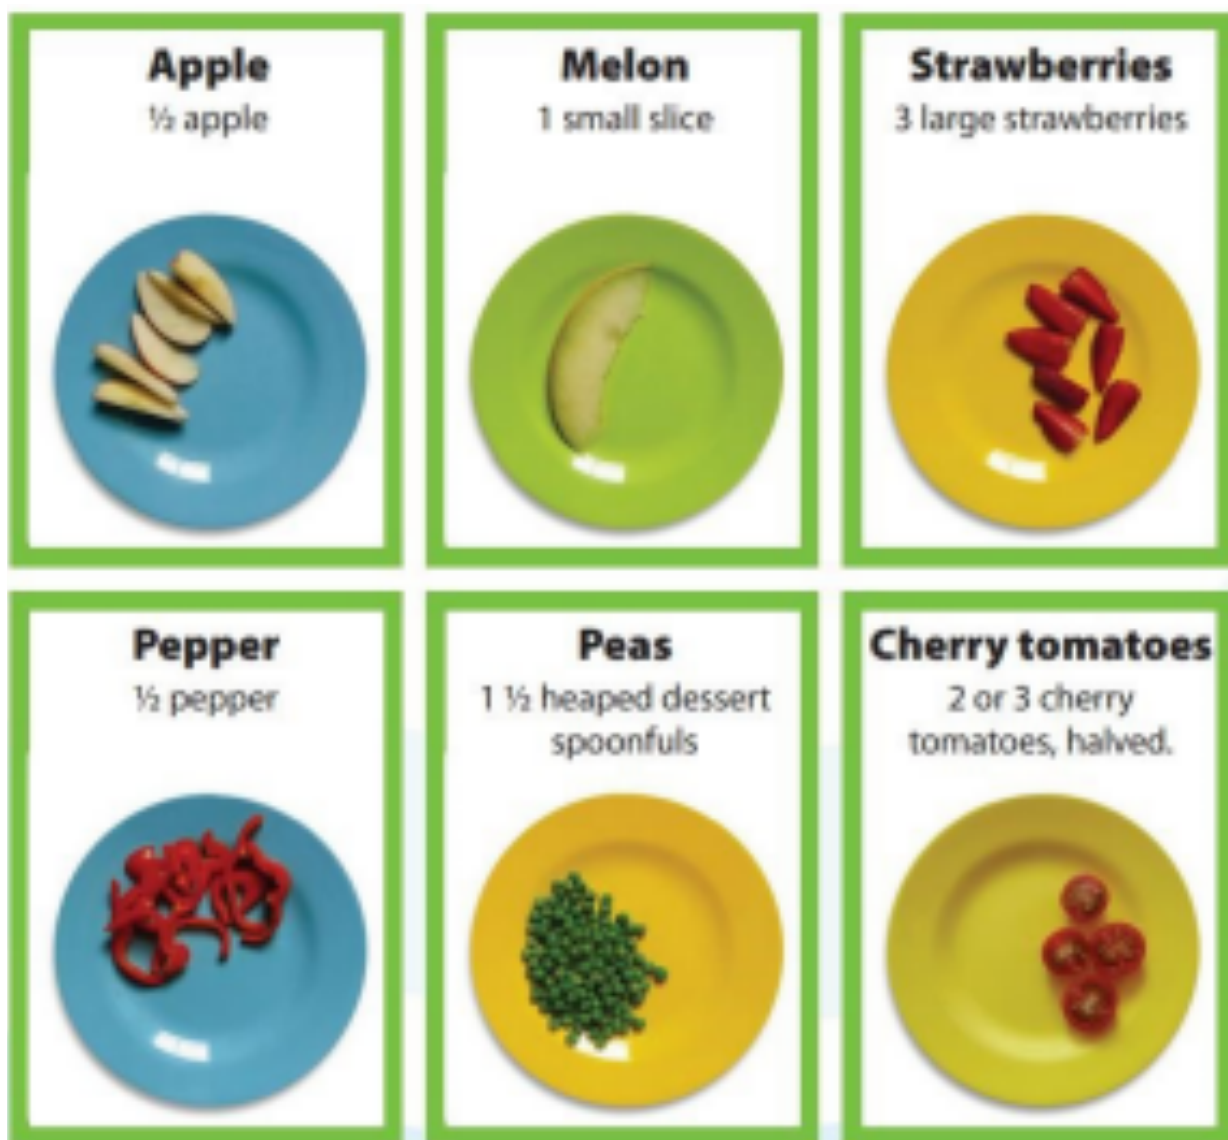 Apple
½ apple
Melon
1 small slice
Strawberries
3 large strawberries
Pepper
½ pepper
Peas
1 ½ heaped dessert
spoonfuls
Cherry tomatoes
2 or 3 cherry
tomatoes, halved.